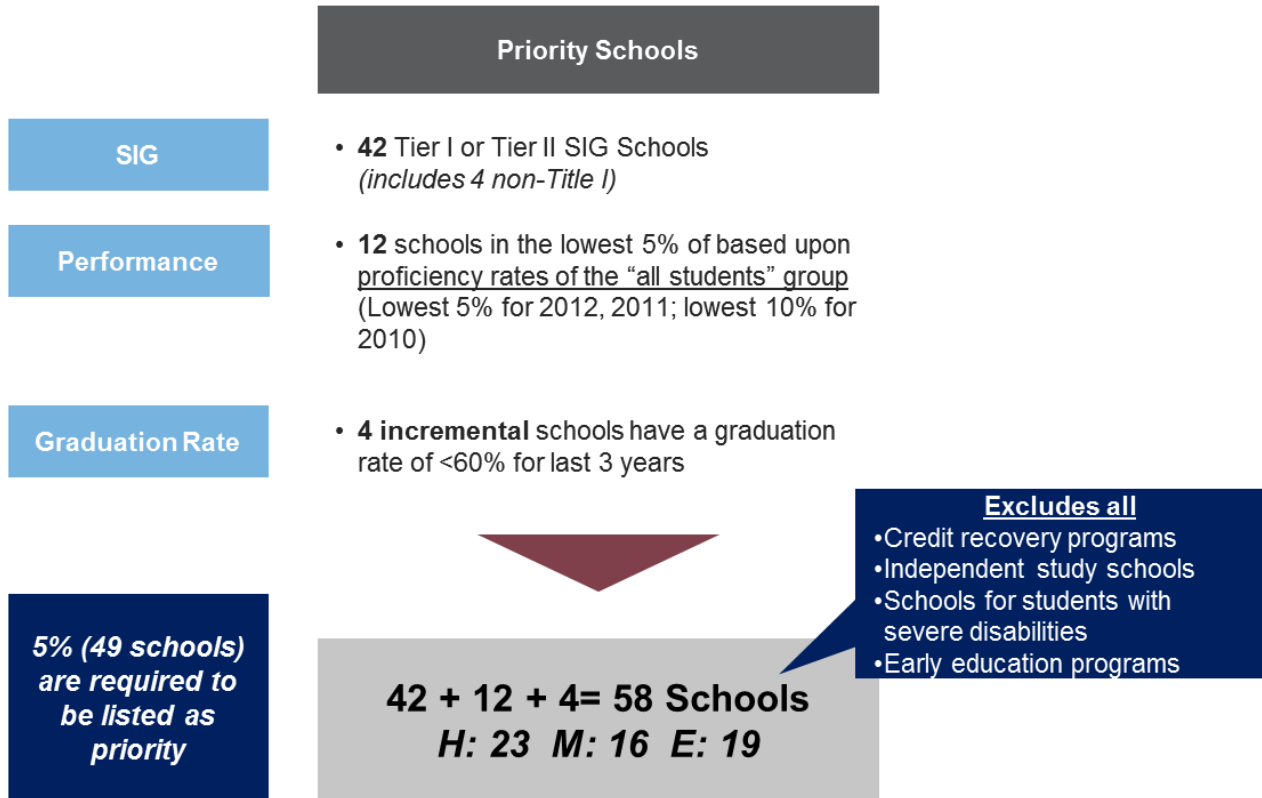 Priority Schools
SIG
• 42 Tier I or Tier II SIG Schools
(includes 4 non-Title I)
Performance
• 12 schools in the lowest 5% of based upon
proficiency rates of the “all students” group
(Lowest 5% for 2012, 2011; lowest 10% for
2010)
Graduation Rate
• 4 incremental schools have a graduation
rate of <60% for last 3 years
Excludes all
•Credit recovery programs
•Independent study schools
•Schools for students with
severe disabilities
•Early education programs
5% (49 schools)
are required to
be listed as
priority
42 + 12 + 4= 58 Schools
H: 23 M: 16 E: 19